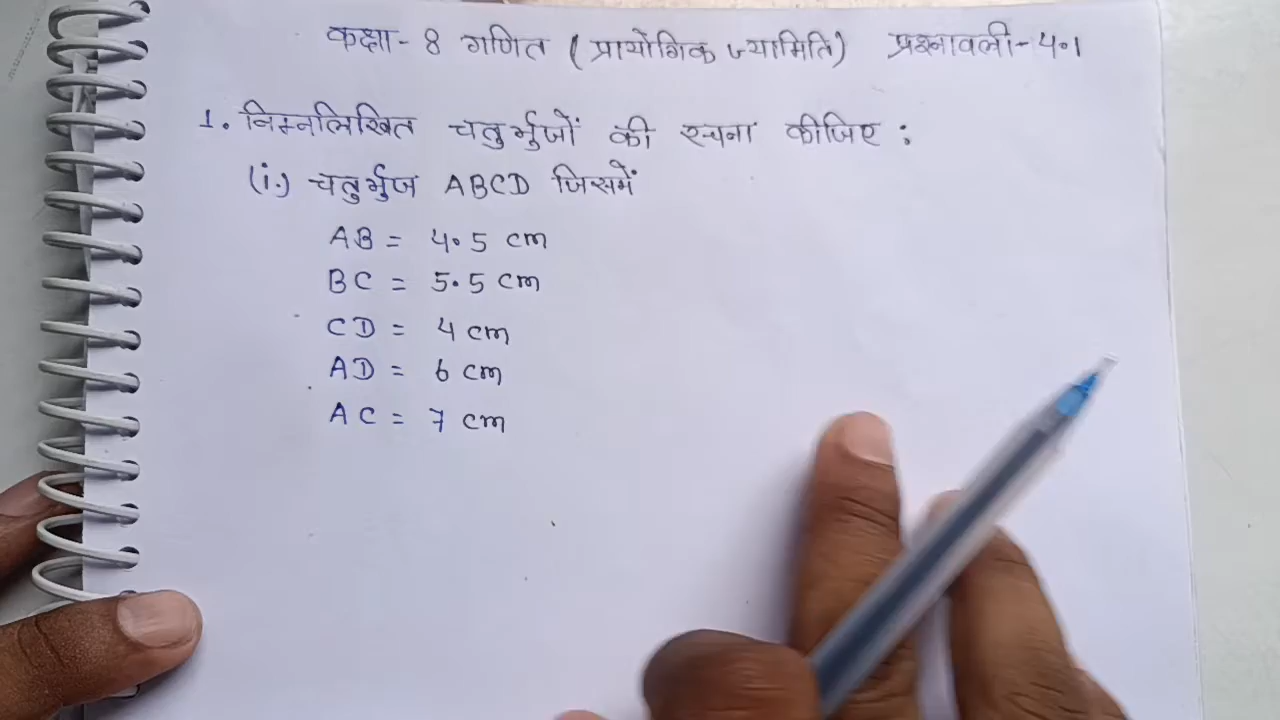 कक्षा - 8 गणित ( प्रायोगिक ज्यामिति ) प्रश्नावली - 4.1
1. निम्नलिखित चतुर्भुजों की रचना कीजिए :
(i.) चतुर्भुज ABCD जिसमें
AB = 4.5 cm
BC = 5.5 cm
CD = 4 cm
AD = 6 cm
AC = 7 cm